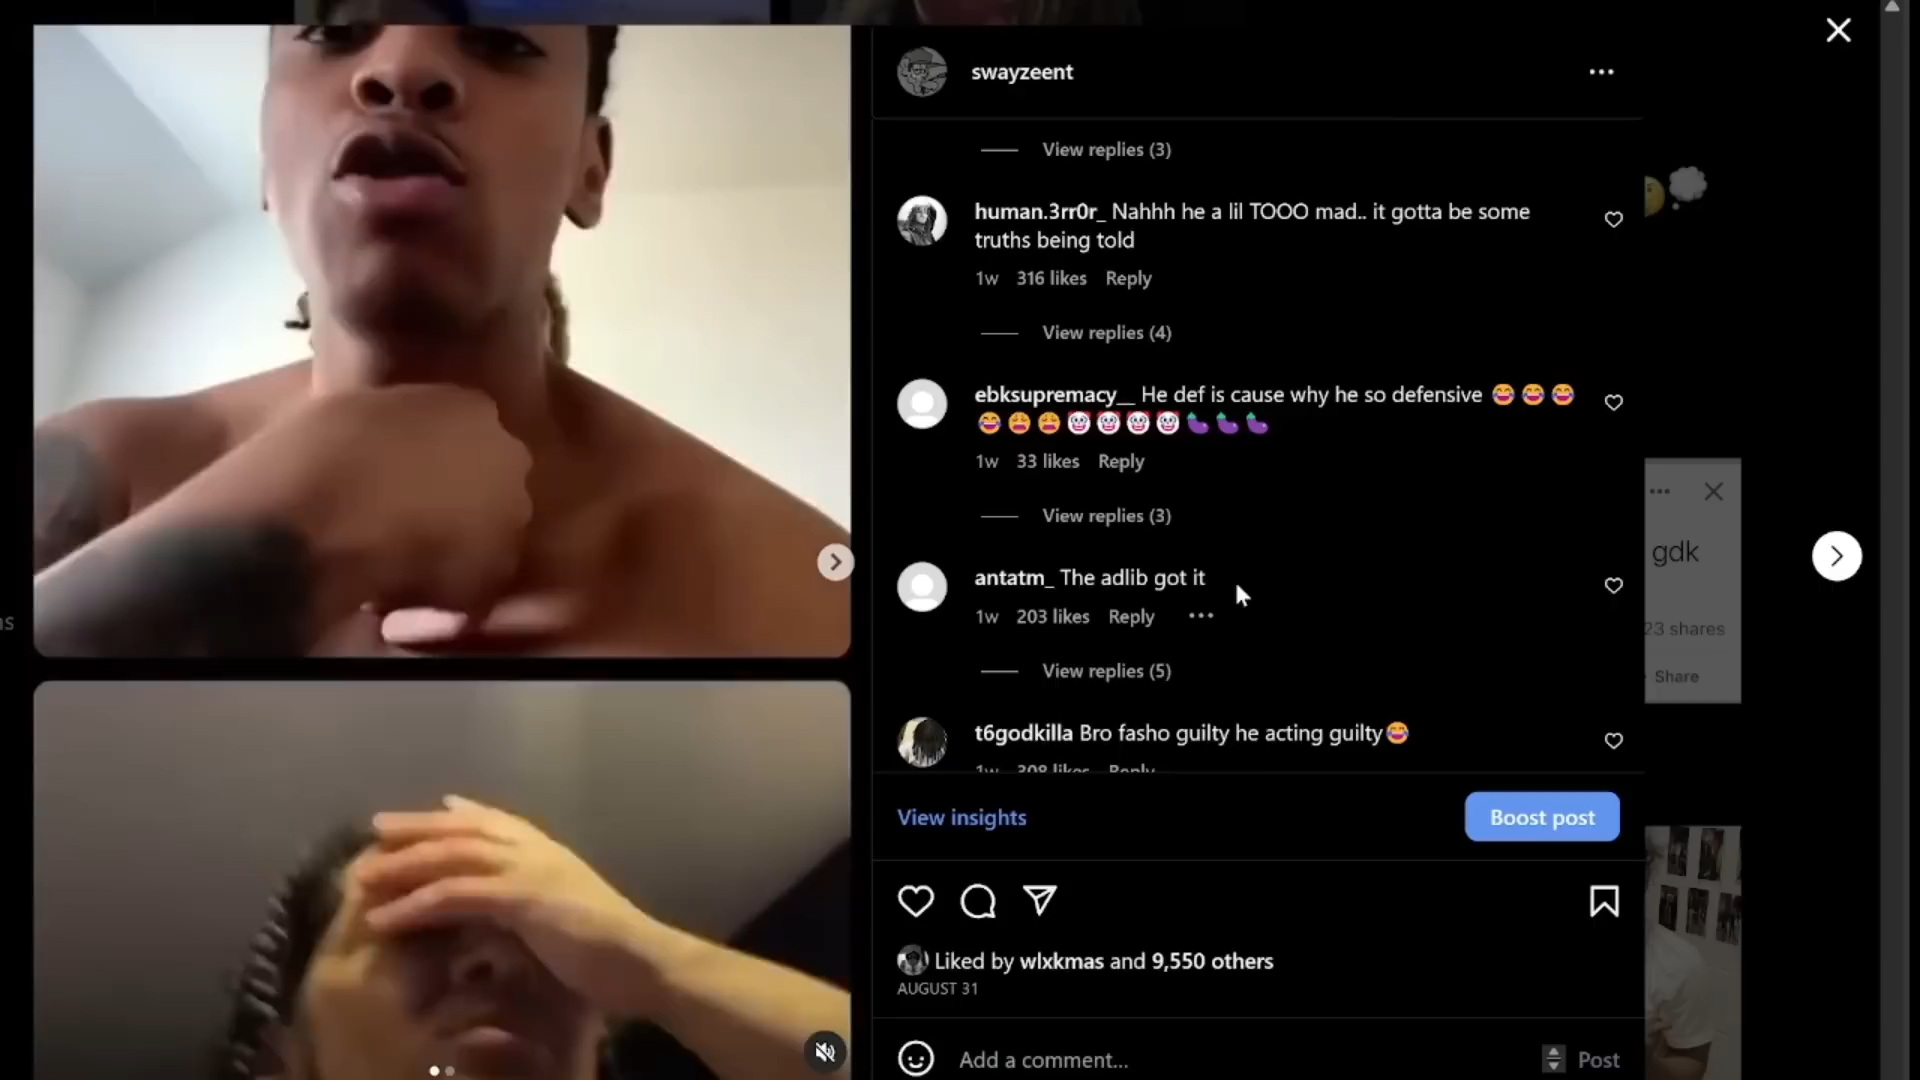 swayzeent
View replies (3)
human.3rr0r_ Nahhh he a lil TOOO mad.. it gotta be some
truths being told
1w 316 likes Reply
View replies (4)
ebksupremacy__ He def is cause why he so defensive 😂😂😂
😂😩😩🤡🤡🤡🤡🍆🍆🍆
1w 33 likes Reply
View replies (3)
antatm_ The adlib got it
1w 203 likes Reply
View replies (5)
t6godkilla Bro fasho guilty he acting guilty😂
1w 308 likes Reply
View insights
Boost post
Liked by wlxkmas and 9,550 others
AUGUST 31
Add a comment...
Post
gdk
23 shares
Share